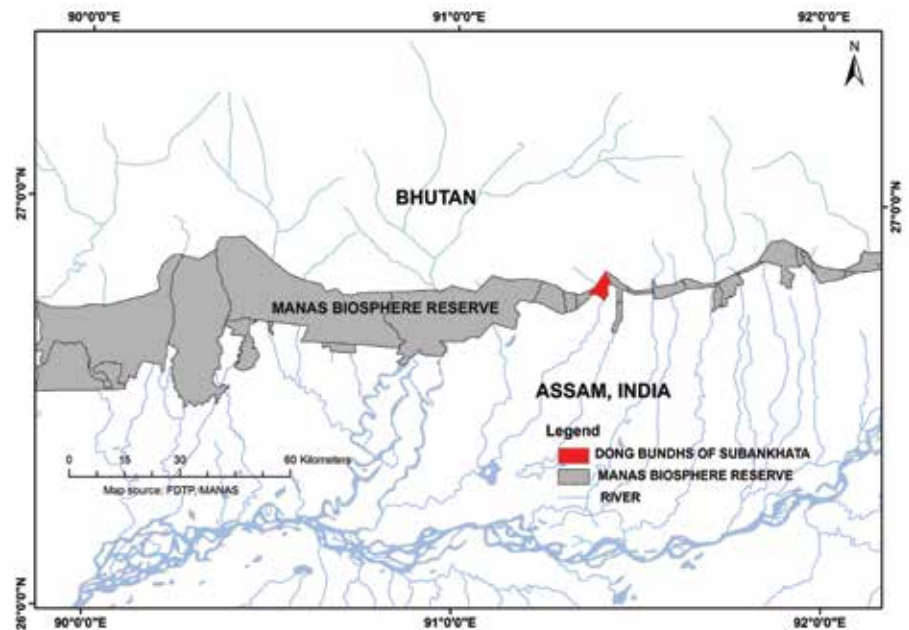 90°0'0"E 91°0'0"E 92°0'0"E
N
BHUTAN
27°0'0"N 27°0'0"N
MANAS BIOSPHERE RESERVE
ASSAM, INDIA
Legend
DONG BUNDHS OF SUBANKHATA
MANAS BIOSPHERE RESERVE
RIVER
0 15 30 60 Kilometers
Map source: FDTP, MANAS
26°0'0"N
90°0'0"E 91°0'0"E 92°0'0"E